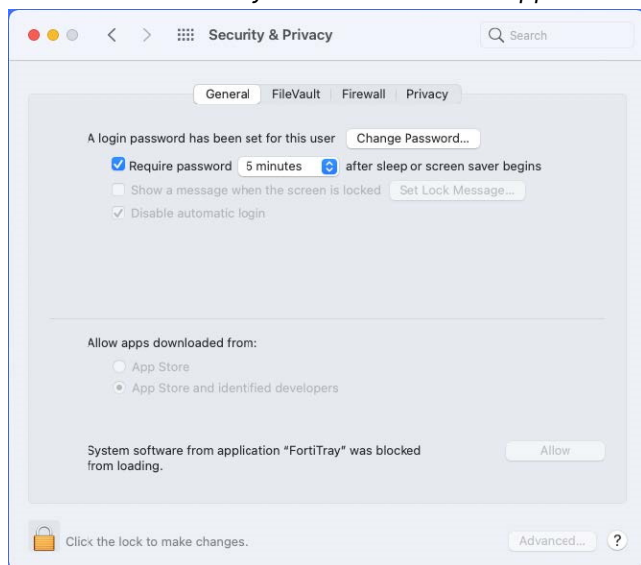 Security & Privacy
Search
General FileVault Firewall Privacy
A login password has been set for this user Change Password...
Require password 5 minutes after sleep or screen saver begins
Show a message when the screen is locked Set Lock Message...
Disable automatic login
Allow apps downloaded from:
App Store
App Store and identified developers
System software from application “FortiTray” was blocked Allow
from loading.
Click the lock to make changes. Advanced... ?